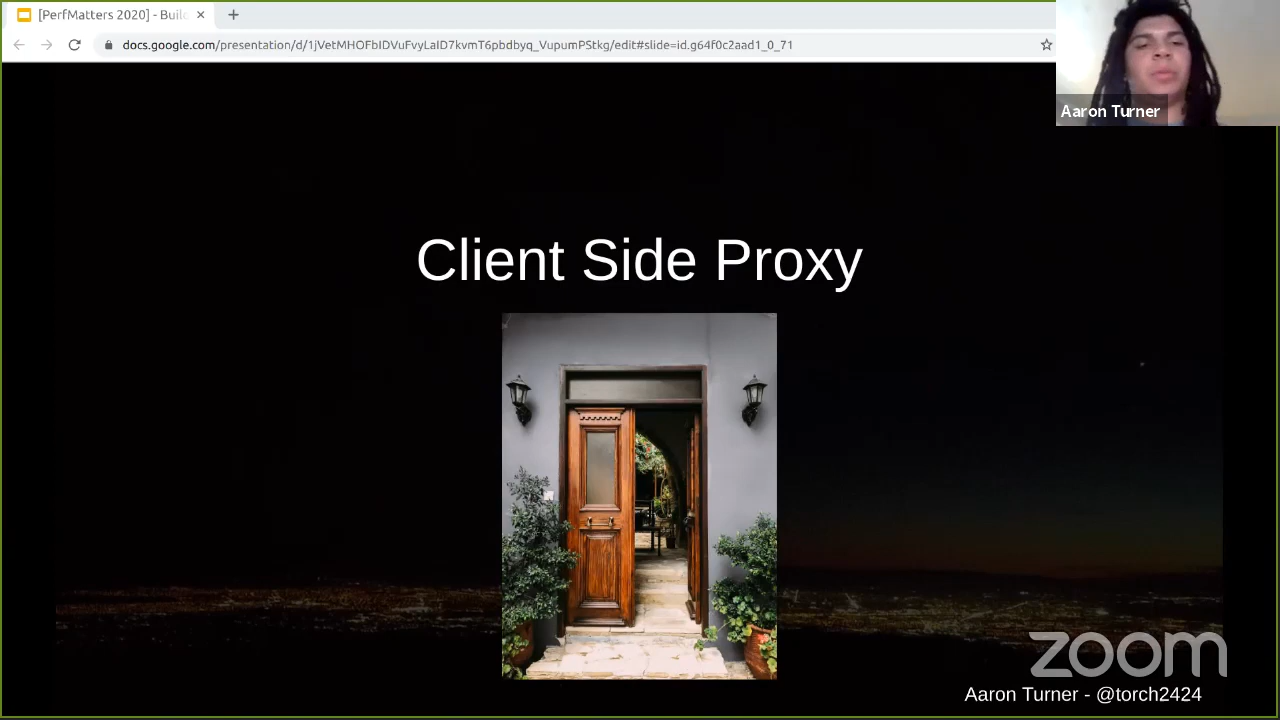 [PerfMatters 2020] - Buil
docs.google.com/presentation/d/1jVetMHOFbIDVuFvyLaID7kvmT6pbdbyq_VupumPStkg/edit#slide=id.g64f0c2aad1_0_71
Aaron Turner
Client Side Proxy
zoom
Aaron Turner - @torch2424